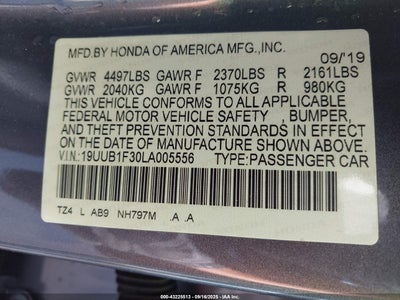 MFD.BY HONDA OF AMERICA MFG.,INC.
09/'19
GVWR 4497LBS GAWR F 2370LBS R 2161LBS
GVWR 2040KG GAWR F 1075KG R 980KG
THIS VEHICLE CONFORMS TO ALL APPLICABLE
FEDERAL MOTOR VEHICLE SAFETY , BUMPER,
AND THEFT PREVENTION STANDARDS IN EFFECT
ON THE DATE OF MANUFACTURE SHOWN ABOVE.
V.I.N:19UUB1F30LA005556 TYPE:PASSENGER CAR
TZ4 L AB9 NH797M .A .A
000-43225513 - 09/16/2025 - IAAI.COM